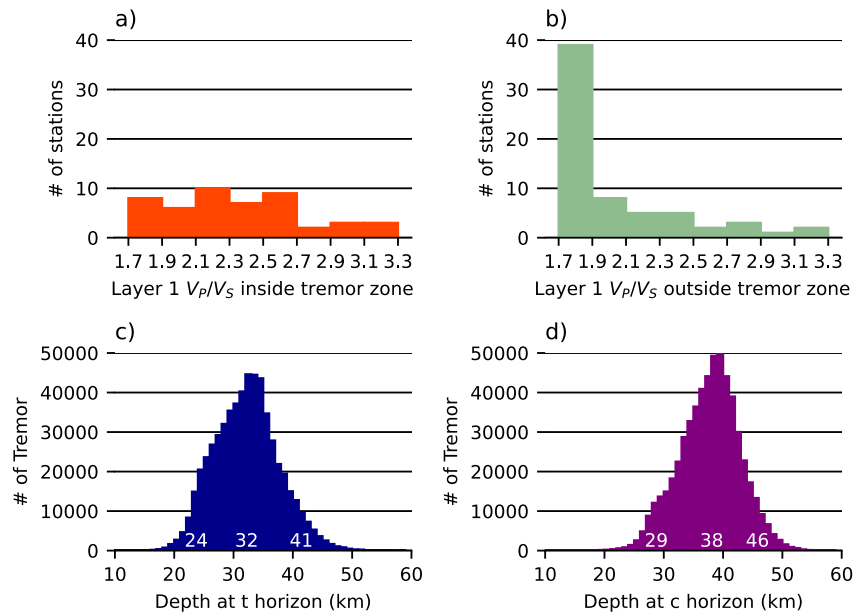 a)
# of stations
40
30
20
10
0
1.7 1.9 2.1 2.3 2.5 2.7 2.9 3.1 3.3
Layer 1 VP/VS inside tremor zone
b)
# of stations
40
30
20
10
0
1.7 1.9 2.1 2.3 2.5 2.7 2.9 3.1 3.3
Layer 1 VP/VS outside tremor zone
c)
# of Tremor
50000
40000
30000
20000
10000
0
24 32 41
10 20 30 40 50 60
Depth at t horizon (km)
d)
# of Tremor
50000
40000
30000
20000
10000
0
29 38 46
10 20 30 40 50 60
Depth at c horizon (km)